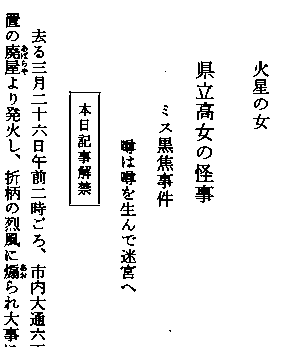 火星の女
県立高女の怪事
ミス黒焦事件
噂は噂を生んで迷宮へ
本日記事解禁
去る三月二十六日午前二時ごろ、市内大通六
置の廃屋より発火し、折柄の烈風に煽られ大事